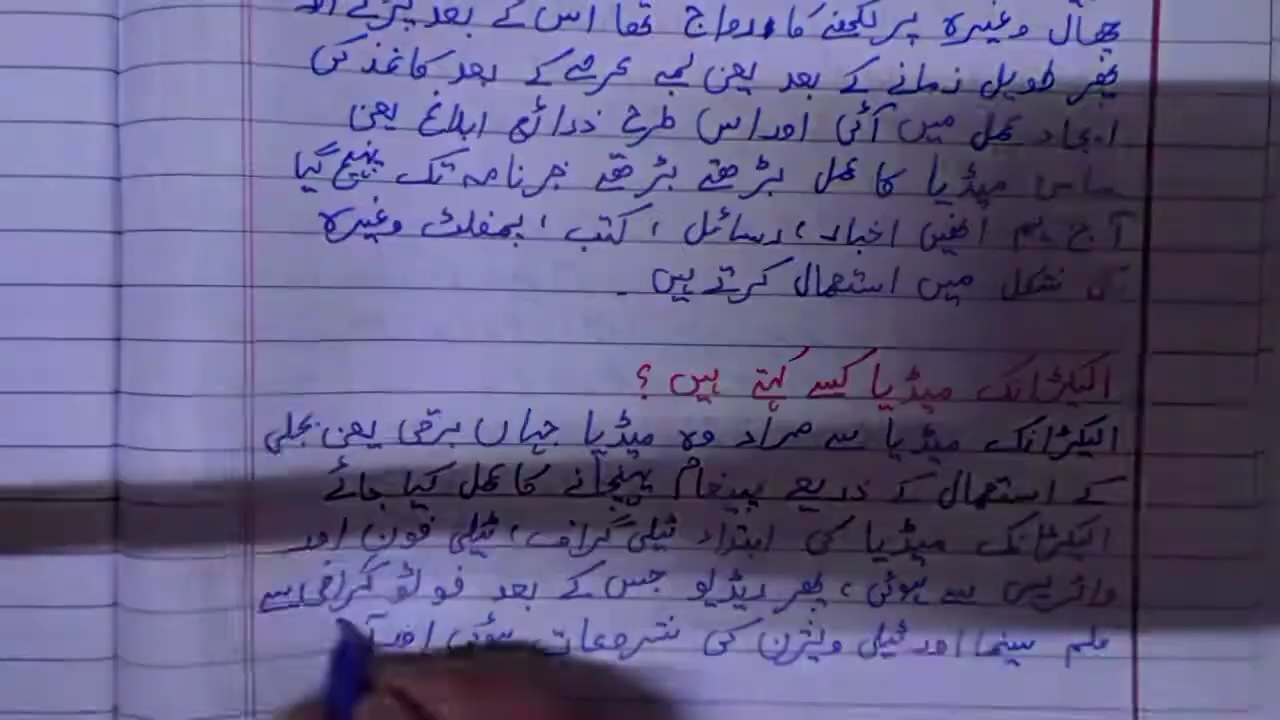 چھال وغیرہ پر لکھنے کا رواج تھا اس کے بعد
پھر طویل زمانے کے بعد یعنی لمبے عرصے کے بعد کاغذ کی
ایجاد عمل میں آئی اور اس طرح ذرائع ابلاغ یعنی
ماس میڈیا کا عمل بڑھتے بڑھتے خبرنامہ تک پہنچ گیا
آج ہم انھیں اخبار، رسائل، کتب، پمفلٹ وغیرہ
کی شکل میں استعمال کرتے ہیں۔
الیکڑانک میڈیا کسے کہتے ہیں؟
الیکڑانک میڈیا سے مراد وہ میڈیا جہاں برقی یعنی بجلی
کے استعمال کے ذریعے پیغام پہنچانے کا عمل کیا جائے
الیکڑانک میڈیا کی ابتداء ٹیلی گراف، ٹیلی فون اور
وائرلیس سے ہوئی، پھر ریڈیو جس کے بعد فوٹو گرافی سے
فلم سینما اور ٹیلی ویژن کی شروعات ہوئی اور